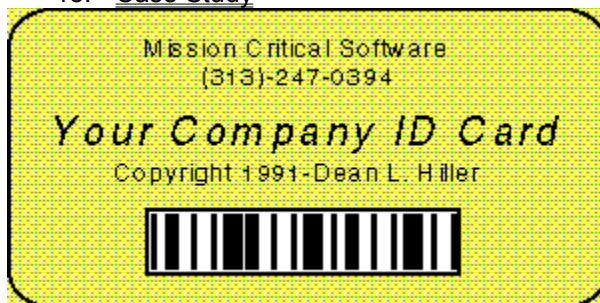 Case Study
Mission Critical Software
(313)-247-0394
Your Company ID Card
Copyright 1991-Dean L. Hiller